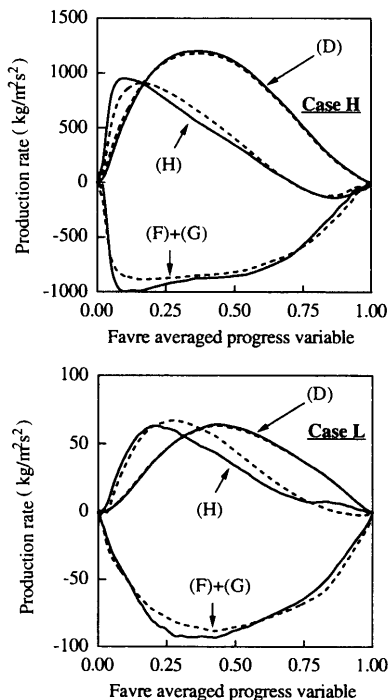 1500
1000
500
0
-500
-1000
Production rate ( kg/m²s²)
(D)
Case H
(H)
(F)+(G)
0.00 0.25 0.50 0.75 1.00
Favre averaged progress variable
100
50
0
-50
-100
Production rate ( kg/m²s²)
(D)
Case L
(H)
(F)+(G)
0.00 0.25 0.50 0.75 1.00
Favre averaged progress variable